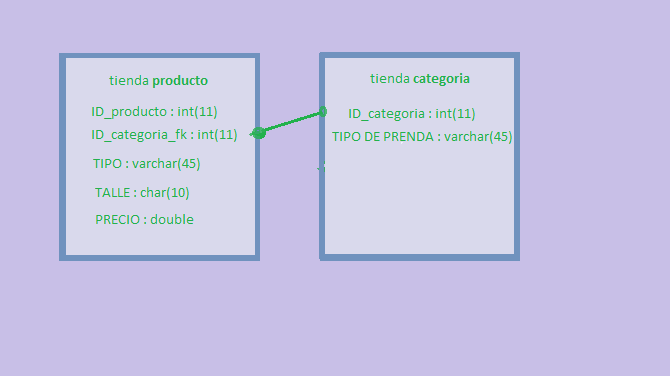 tienda producto
ID_producto : int(11)
ID_categoria_fk : int(11)
TIPO : varchar(45)
TALLE : char(10)
PRECIO : double
tienda categoria
ID_categoria : int(11)
TIPO DE PRENDA : varchar(45)